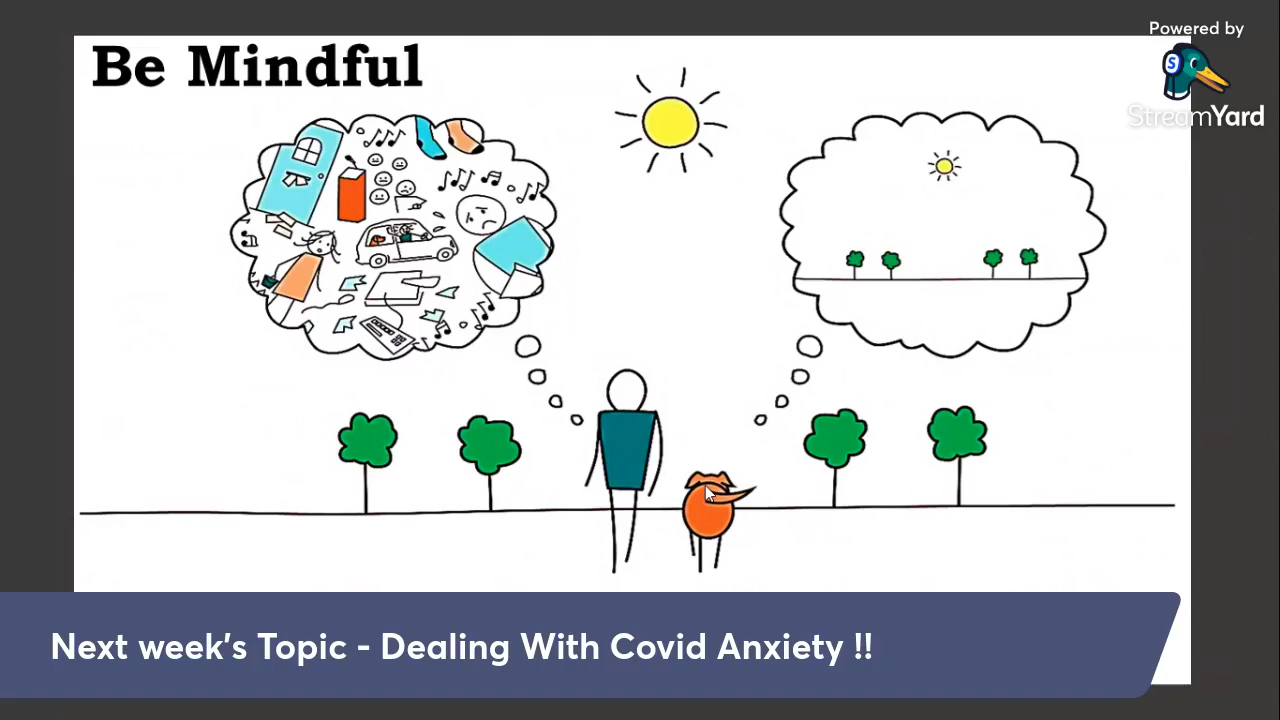 Be Mindful
Powered by
S
StreamYard
Next week's Topic - Dealing With Covid Anxiety !!